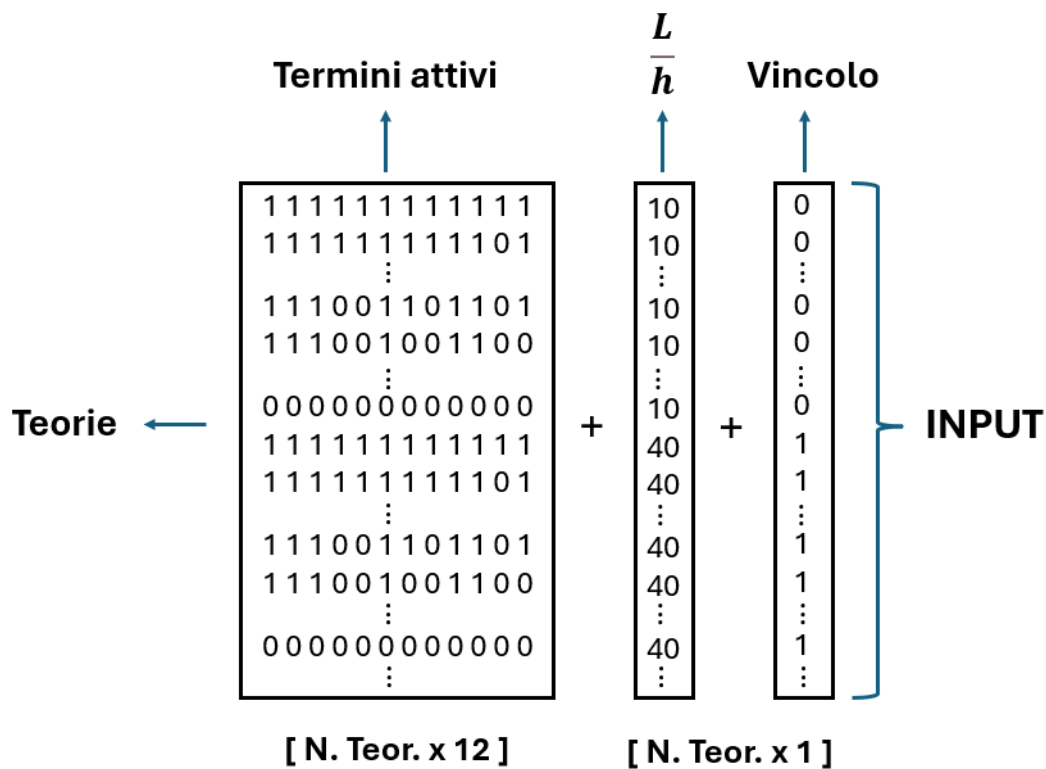 L
h
Termini attivi
Vincolo
1 1 1 1 1 1 1 1 1 1 1 1 10 0
1 1 1 1 1 1 1 1 1 1 0 1 10 0
⋮ ⋮ ⋮
1 1 1 0 0 1 1 0 1 1 0 1 10 0
1 1 1 0 0 1 0 0 1 1 0 0 10 0
⋮ ⋮ ⋮
0 0 0 0 0 0 0 0 0 0 0 0 10 0
Teorie + + INPUT
1 1 1 1 1 1 1 1 1 1 1 1 40 1
1 1 1 1 1 1 1 1 1 1 0 1 40 1
⋮ ⋮ ⋮
1 1 1 0 0 1 1 0 1 1 0 1 40 1
1 1 1 0 0 1 0 0 1 1 0 0 40 1
⋮ ⋮ ⋮
0 0 0 0 0 0 0 0 0 0 0 0 40 1
⋮ ⋮ ⋮
[ N. Teor. x 12 ]
[ N. Teor. x 1 ]